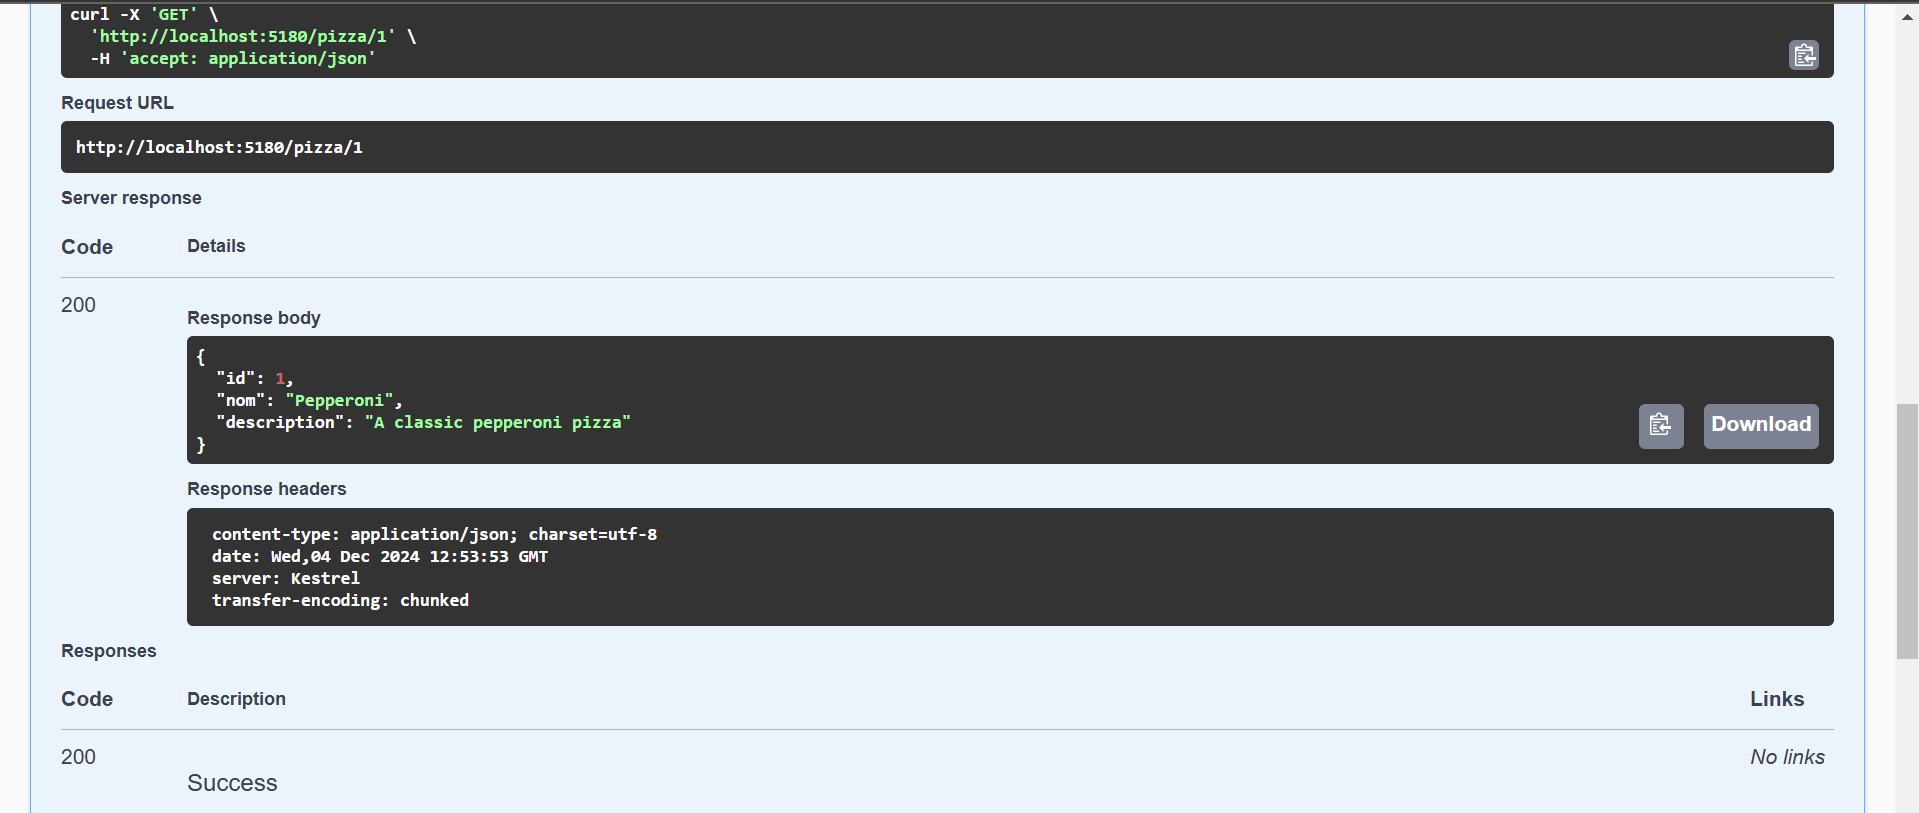 curl -X 'GET' \
'http://localhost:5180/pizza/1' \
-H 'accept: application/json'
Request URL
http://localhost:5180/pizza/1
Server response
Code Details
200
Response body
{
"id": 1,
"nom": "Pepperoni",
"description": "A classic pepperoni pizza"
}
Download
Response headers
content-type: application/json; charset=utf-8
date: Wed,04 Dec 2024 12:53:53 GMT
server: Kestrel
transfer-encoding: chunked
Responses
Code Description Links
200 No links
Success